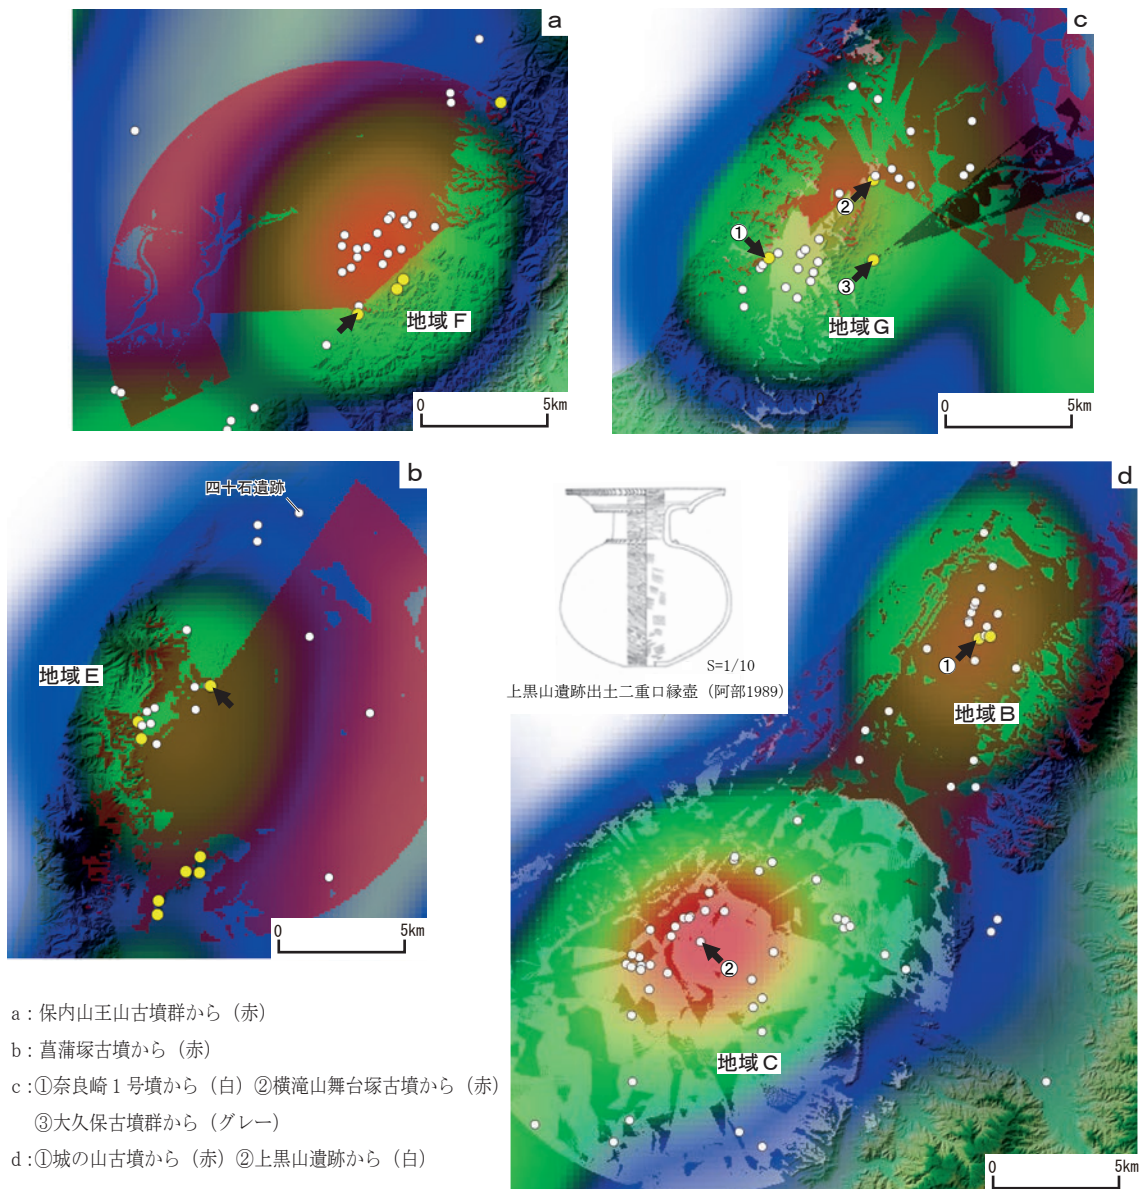 a
地域F
0
5km
c
①
②
③
地域G
0
5km
b
四十石遺跡
地域E
0
5km
d
S=1/10
上黒山遺跡出土二重口縁壺（阿部1989）
①
地域B
②
地域C
0
5km
a：保内山王山古墳群から（赤）
b：菖蒲塚古墳から（赤）
c：①奈良崎1号墳から（白）②横滝山舞台塚古墳から（赤）
③大久保古墳群から（グレー）
d：①城の山古墳から（赤）②上黒山遺跡から（白）